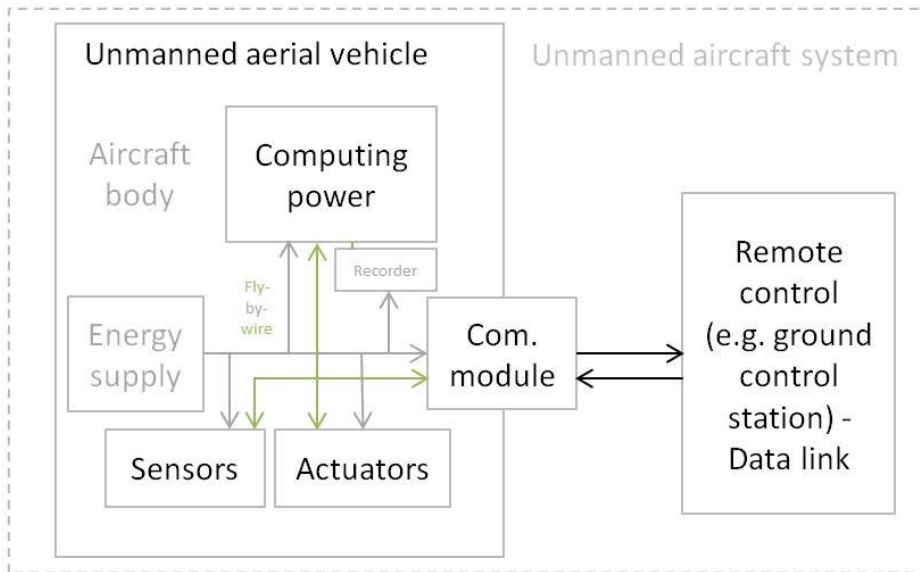 Unmanned aerial vehicle
Unmanned aircraft system
Aircraft
body
Computing
power
Recorder
Fly-
by-
wire
Energy
supply
Com.
module
Sensors
Actuators
Remote
control
(e.g. ground
control
station) -
Data link